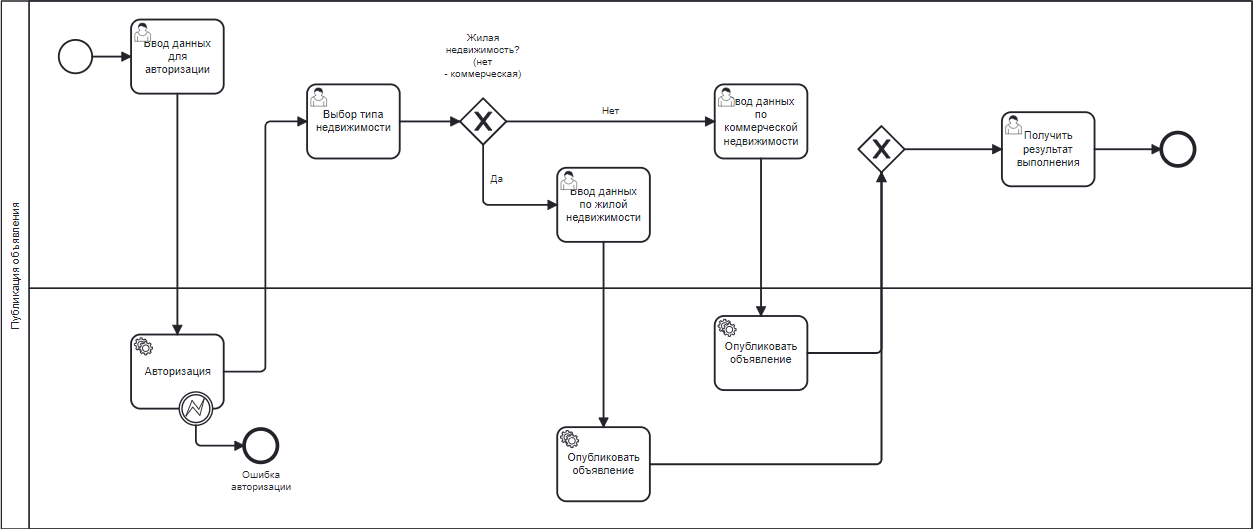 Публикация объявления
Ввод данных
для
авторизации
Выбор типа
недвижимости
Жилая
недвижимость?
(нет
- коммерческая)
Нет
Да
Ввод данных
по
коммерческой
недвижимости
Ввод данных
по жилой
недвижимости
Получить
результат
выполнения
Авторизация
Ошибка
авторизации
Опубликовать
объявление
Опубликовать
объявление